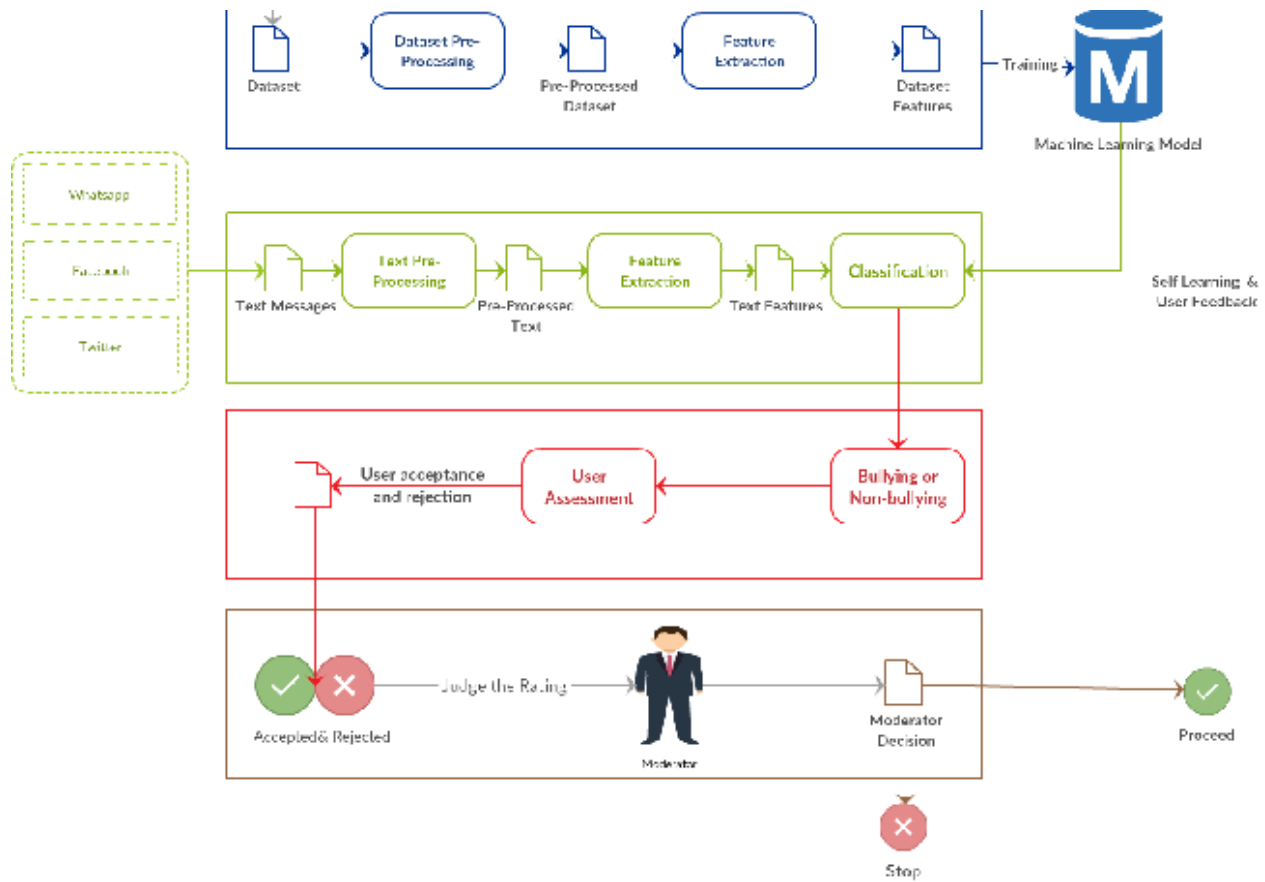 Dataset Pre-
Processing
Feature
Extraction
Dataset
Pre-Processed
Dataset
Dataset
Features
Training
M
Machine Learning Model
Whatsapp
Facebook
Twitter
Text Messages
Text Pre-
Processing
Pre-Processed
Text
Feature
Extraction
Text Features
Classification
Self Learning &
User Feedback
User acceptance
and rejection
User
Assessment
Bullying or
Non-bullying
Accepted& Rejected
Judge the Rating
Moderator
Moderator
Decision
Proceed
Stop